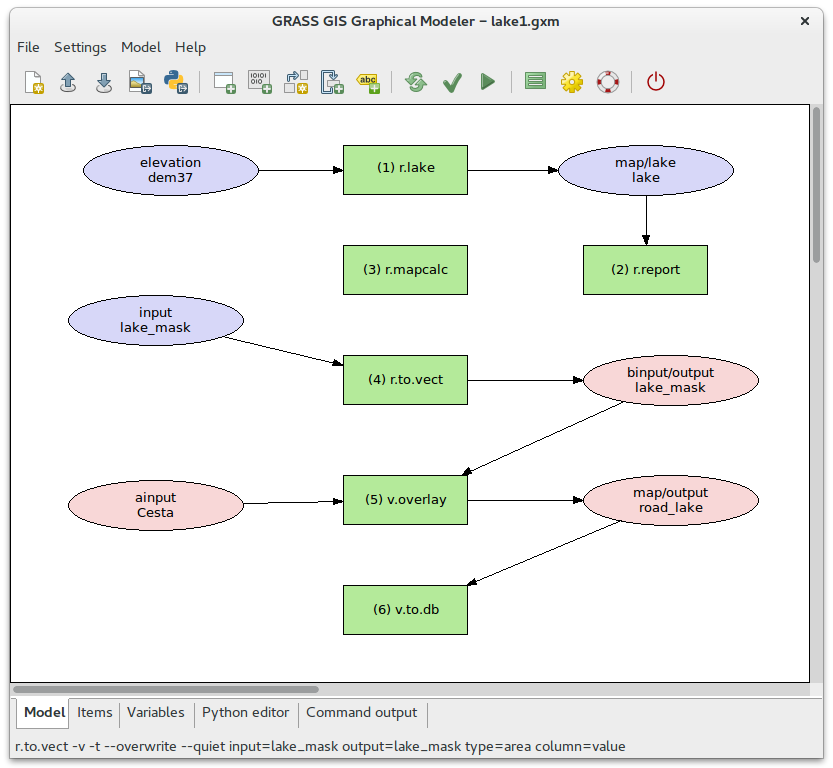 GRASS GIS Graphical Modeler – lake1.gxm
File Settings Model Help
IOIOI
OIO
abc
elevation
dem37
(1) r.lake
map/lake
lake
(3) r.mapcalc
(2) r.report
input
lake_mask
(4) r.to.vect
binput/output
lake_mask
ainput
Cesta
(5) v.overlay
map/output
road_lake
(6) v.to.db
Model Items Variables Python editor Command output
r.to.vect -v -t --overwrite --quiet input=lake_mask output=lake_mask type=area column=value